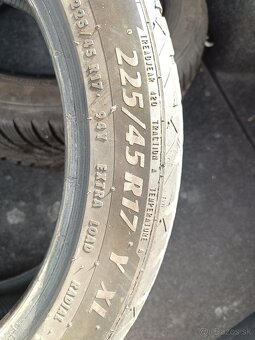 TREADWEAR 420 TRACTION A TEMPERATURE A
225/45 R17 Y XL
225/45 R17 94Y EXTRA LOAD
RADIAL
bazos.sk